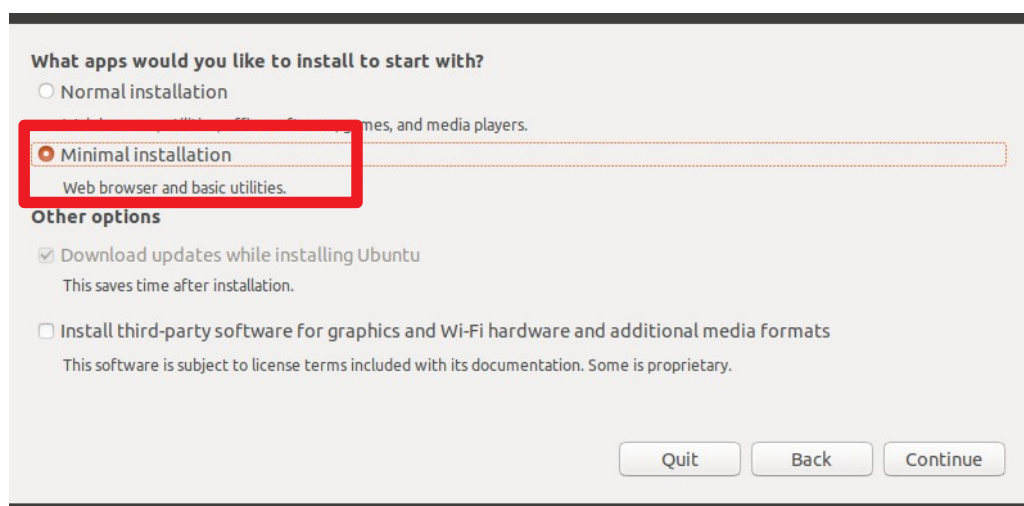 What apps would you like to install to start with?
Normal installation
games, and media players.
Minimal installation
Web browser and basic utilities.
Other options
Download updates while installing Ubuntu
This saves time after installation.
Install third-party software for graphics and Wi-Fi hardware and additional media formats
This software is subject to license terms included with its documentation. Some is proprietary.
Quit Back Continue